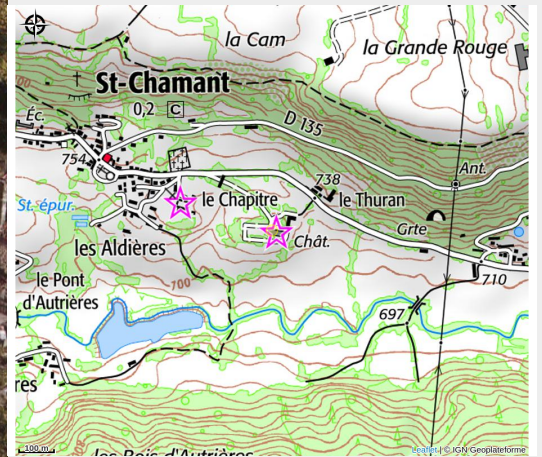 la Cam
la Grande Rouge
St-Chamant
0,2 C
Éc.
D 135
754
Ant.
738
le Chapitre
le Thuran
St. épur.
Grte
Chât.
les Aldières
le Pont
d'Autrières
700
710
697
res
les Bois d'Autrières
100 m
Leaflet | © IGN Geoplateforme